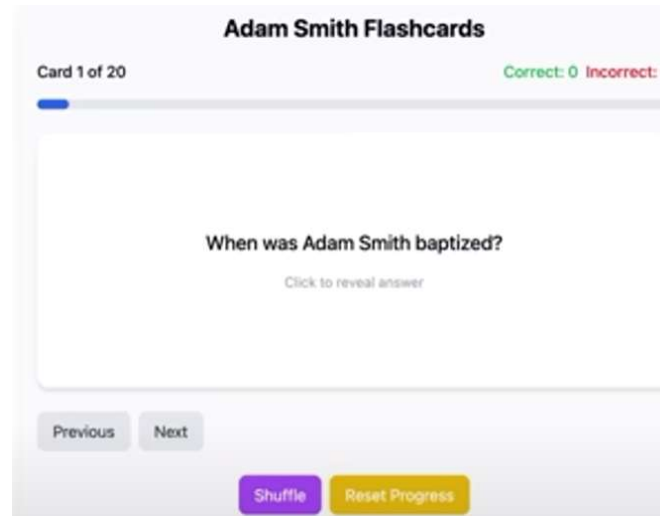 Adam Smith Flashcards
Card 1 of 20 Correct: 0 Incorrect:
When was Adam Smith baptized?
Click to reveal answer
Previous Next
Shuffle Reset Progress